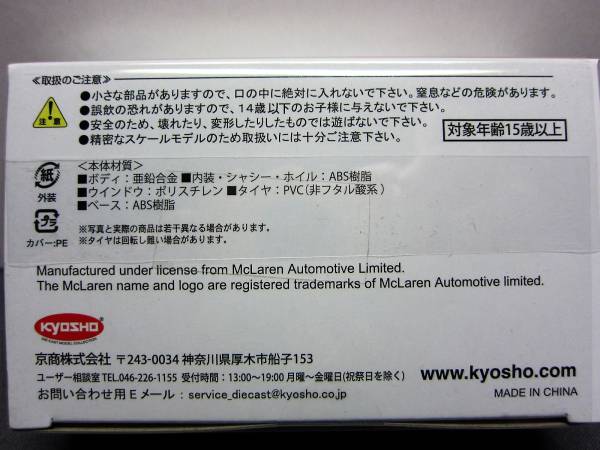 ≪取扱のご注意≫
注意
●小さな部品がありますので、口の中に絶対に入れないで下さい。窒息などの危険があります。
●誤飲の恐れがありますので、14歳以下のお子様に与えないで下さい。
●安全のため、壊れたり、変形したりしたものでは遊ばないで下さい。
●精密なスケールモデルのため取扱いには十分ご注意下さい。
対象年齢15歳以上
紙
外装
プラ
カバー:PE
<本体材質>
■ボディ：亜鉛合金 ■内装・シャシー・ホイル：ABS樹脂
■ウインドウ：ポリスチレン ■タイヤ：PVC(非フタル酸系)
■ベース：ABS樹脂
※写真と実際の商品は若干異なる場合があります。
※タイヤは回転し難い場合があります。
Manufactured under license from McLaren Automotive Limited.
The McLaren name and logo are registered trademarks of McLaren Automotive limited.
KYOSHO
DIE-CAST MODEL COLLECTION
京商株式会社 〒243-0034 神奈川県厚木市船子153
ユーザー相談室TEL.046-226-1155 受付時間：13:00〜19:00 月曜〜金曜日(祝祭日を除く)
お問い合わせ用Eメール：service_diecast@kyosho.co.jp
www.kyosho.com
MADE IN CHINA